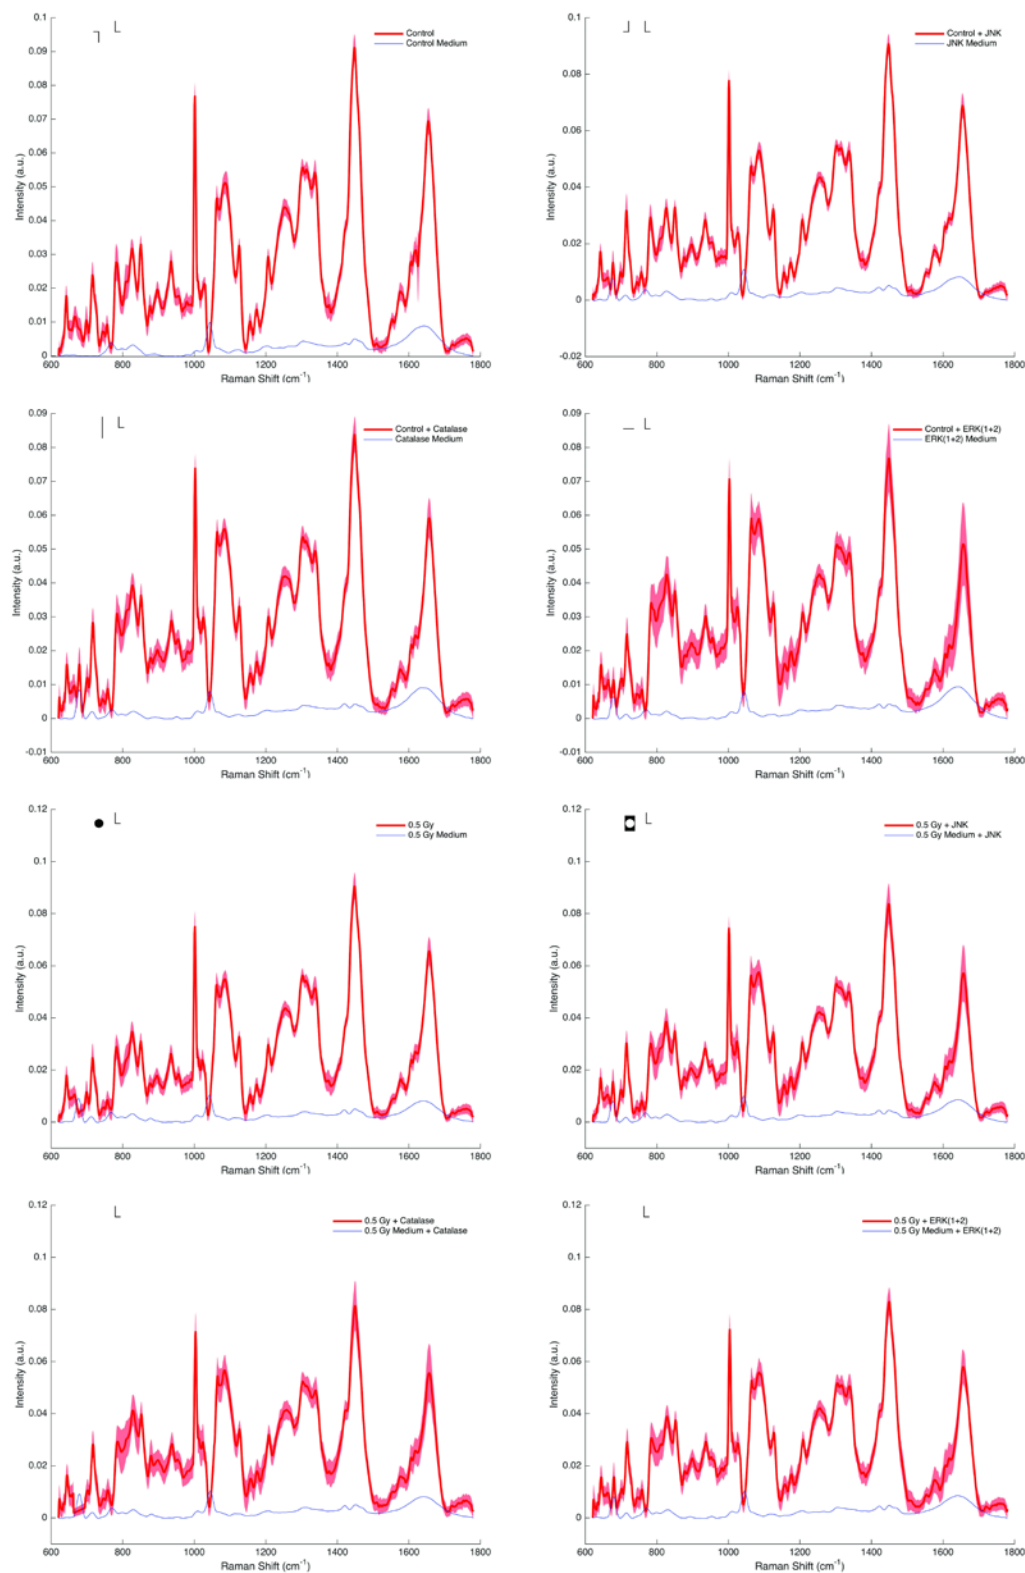 Control
Control Medium
0.1
0.09
0.08
0.07
0.06
0.05
0.04
0.03
0.02
0.01
0
Intensity (a.u.)
600 800 1000 1200 1400 1600 1800
Raman Shift (cm-1)
Control + JNK
JNK Medium
0.1
0.08
0.06
0.04
0.02
0
-0.02
Intensity (a.u.)
600 800 1000 1200 1400 1600 1800
Raman Shift (cm-1)
Control + Catalase
Catalase Medium
0.09
0.08
0.07
0.06
0.05
0.04
0.03
0.02
0.01
0
-0.01
Intensity (a.u.)
600 800 1000 1200 1400 1600 1800
Raman Shift (cm-1)
Control + ERK(1+2)
ERK(1+2) Medium
0.09
0.08
0.07
0.06
0.05
0.04
0.03
0.02
0.01
0
-0.01
Intensity (a.u.)
600 800 1000 1200 1400 1600 1800
Raman Shift (cm-1)
0.5 Gy
0.5 Gy Medium
0.12
0.1
0.08
0.06
0.04
0.02
0
Intensity (a.u.)
600 800 1000 1200 1400 1600 1800
Raman Shift (cm-1)
0.5 Gy + JNK
0.5 Gy Medium + JNK
0.12
0.1
0.08
0.06
0.04
0.02
0
Intensity (a.u.)
600 800 1000 1200 1400 1600 1800
Raman Shift (cm-1)
0.5 Gy + Catalase
0.5 Gy Medium + Catalase
0.12
0.1
0.08
0.06
0.04
0.02
0
Intensity (a.u.)
600 800 1000 1200 1400 1600 1800
Raman Shift (cm-1)
0.5 Gy + ERK(1+2)
0.5 Gy Medium + ERK(1+2)
0.12
0.1
0.08
0.06
0.04
0.02
0
Intensity (a.u.)
600 800 1000 1200 1400 1600 1800
Raman Shift (cm-1)